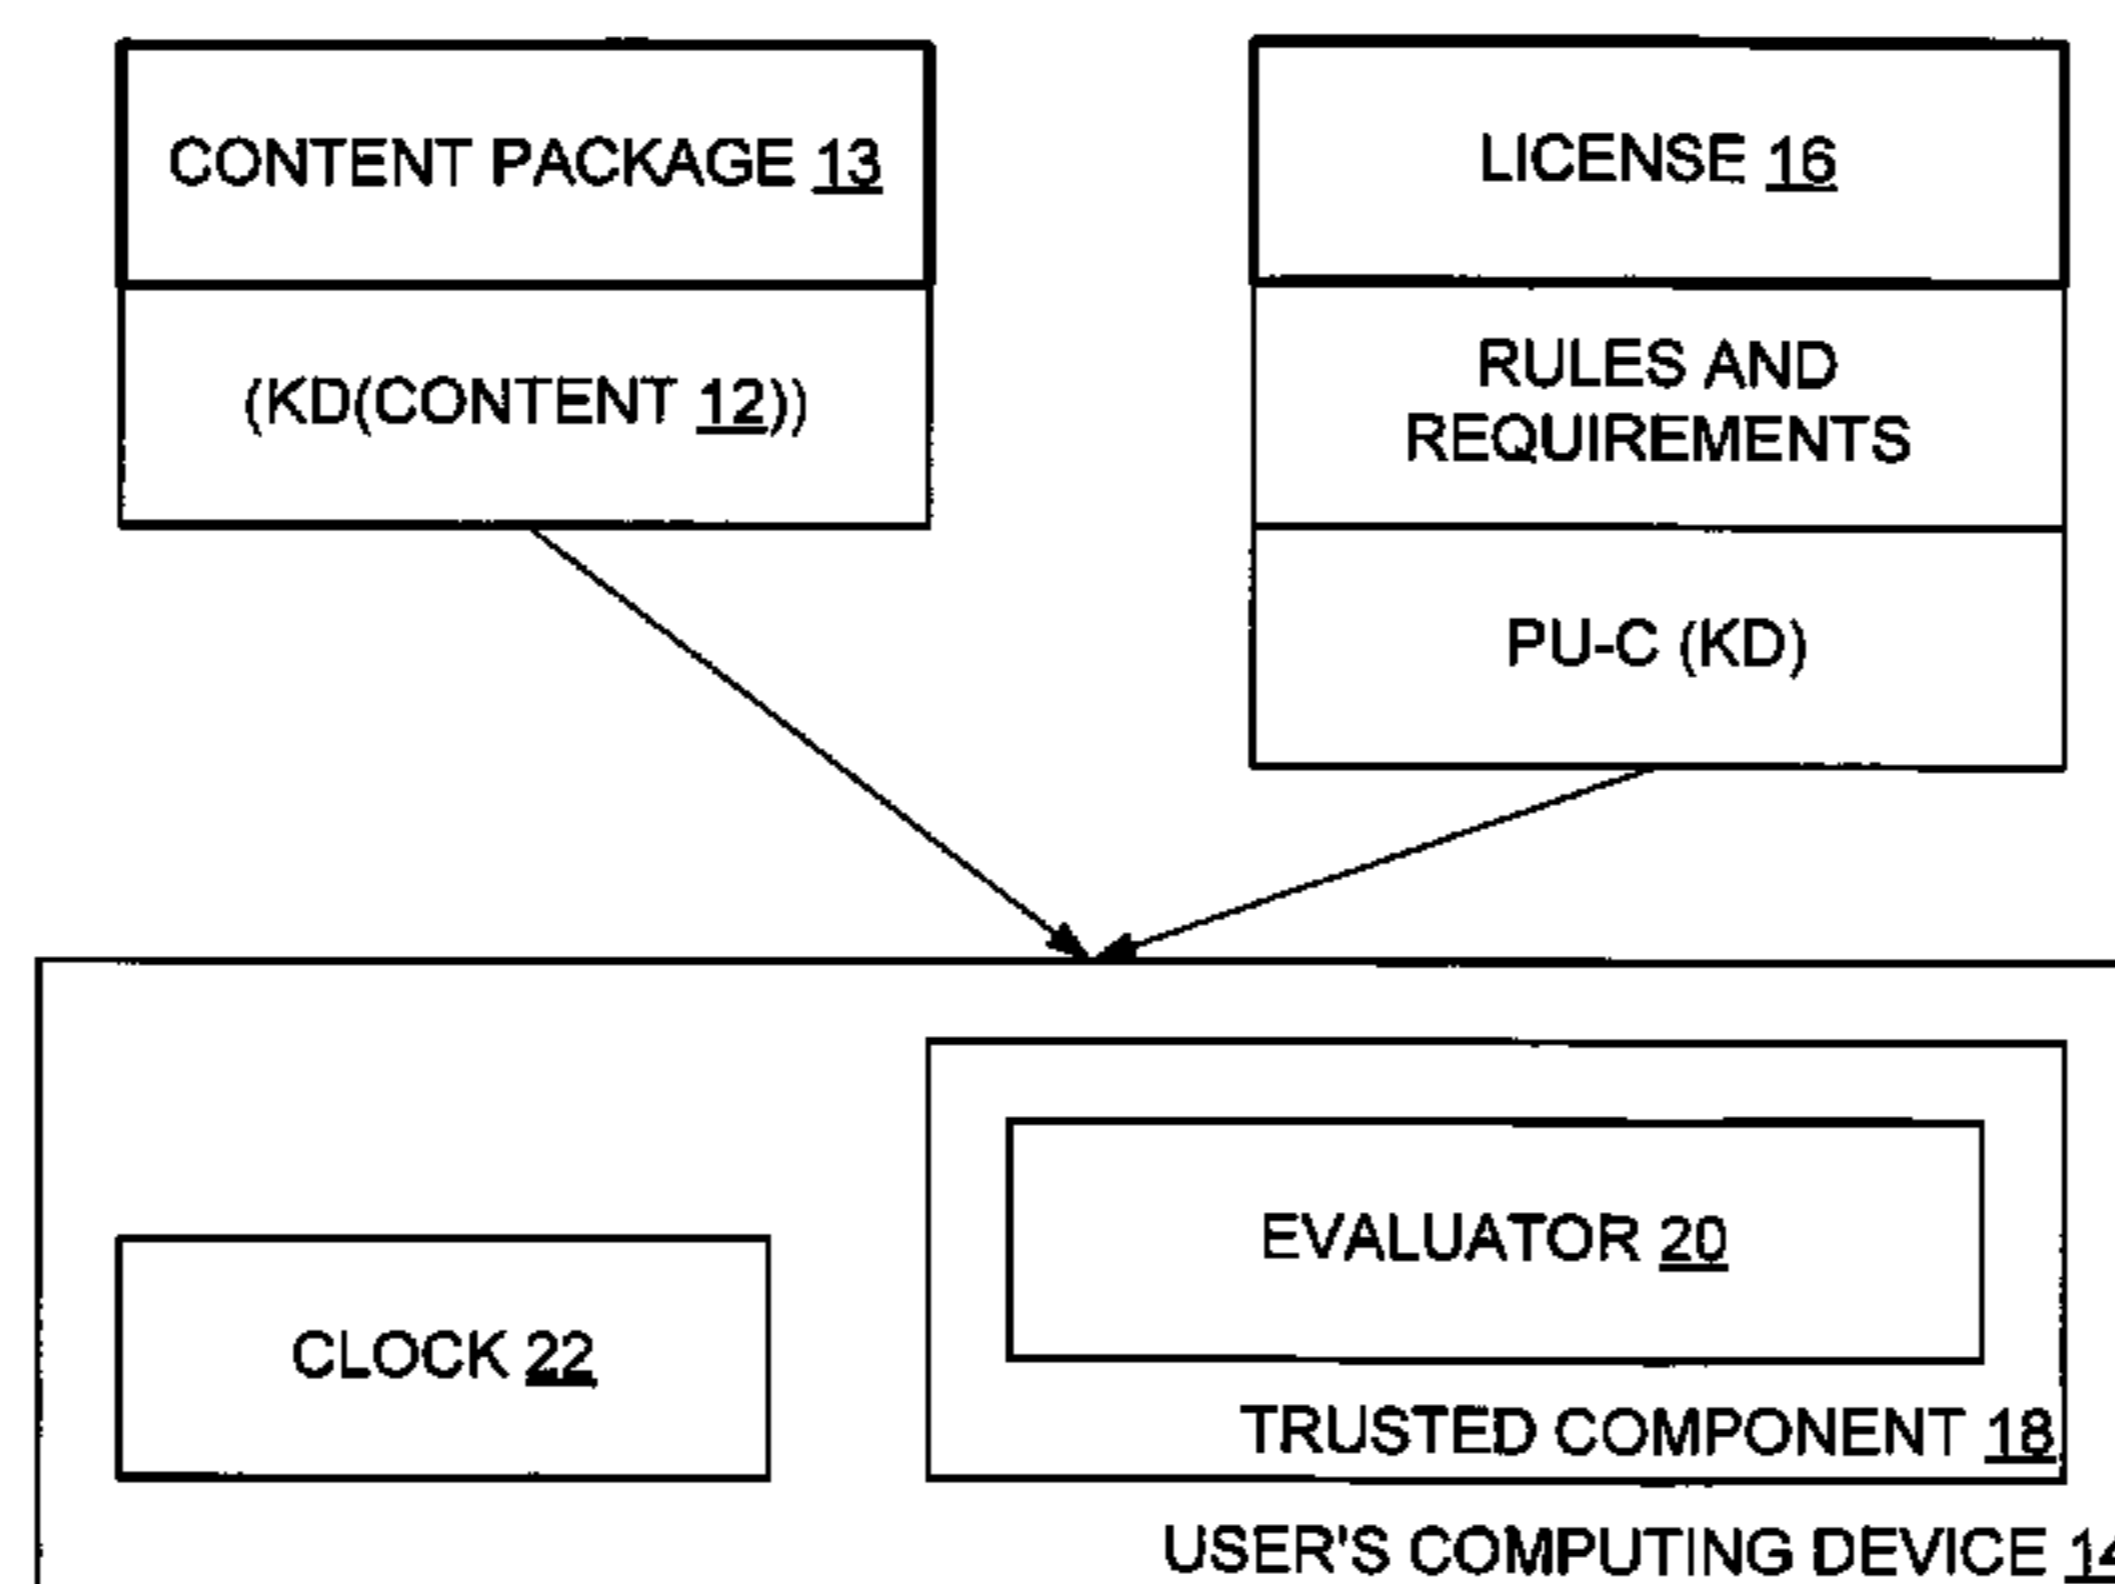 CONTENT PACKAGE 13
(KD(CONTENT 12))
LICENSE 16
RULES AND
REQUIREMENTS
PU-C (KD)
EVALUATOR 20
CLOCK 22
TRUSTED COMPONENT 18
USER'S COMPUTING DEVICE 14